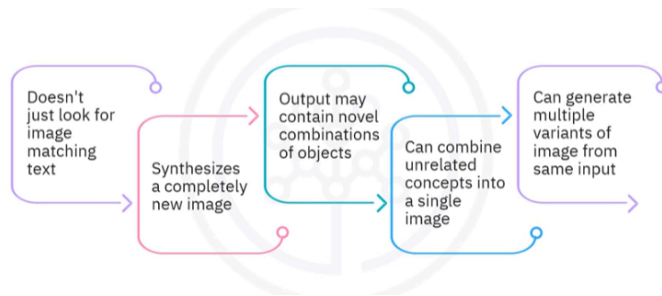 Doesn't
just look for
image
matching
text
Synthesizes
a completely
new image
Output may
contain novel
combinations
of objects
Can combine
unrelated
concepts into
a single
image
Can generate
multiple
variants of
image from
same input